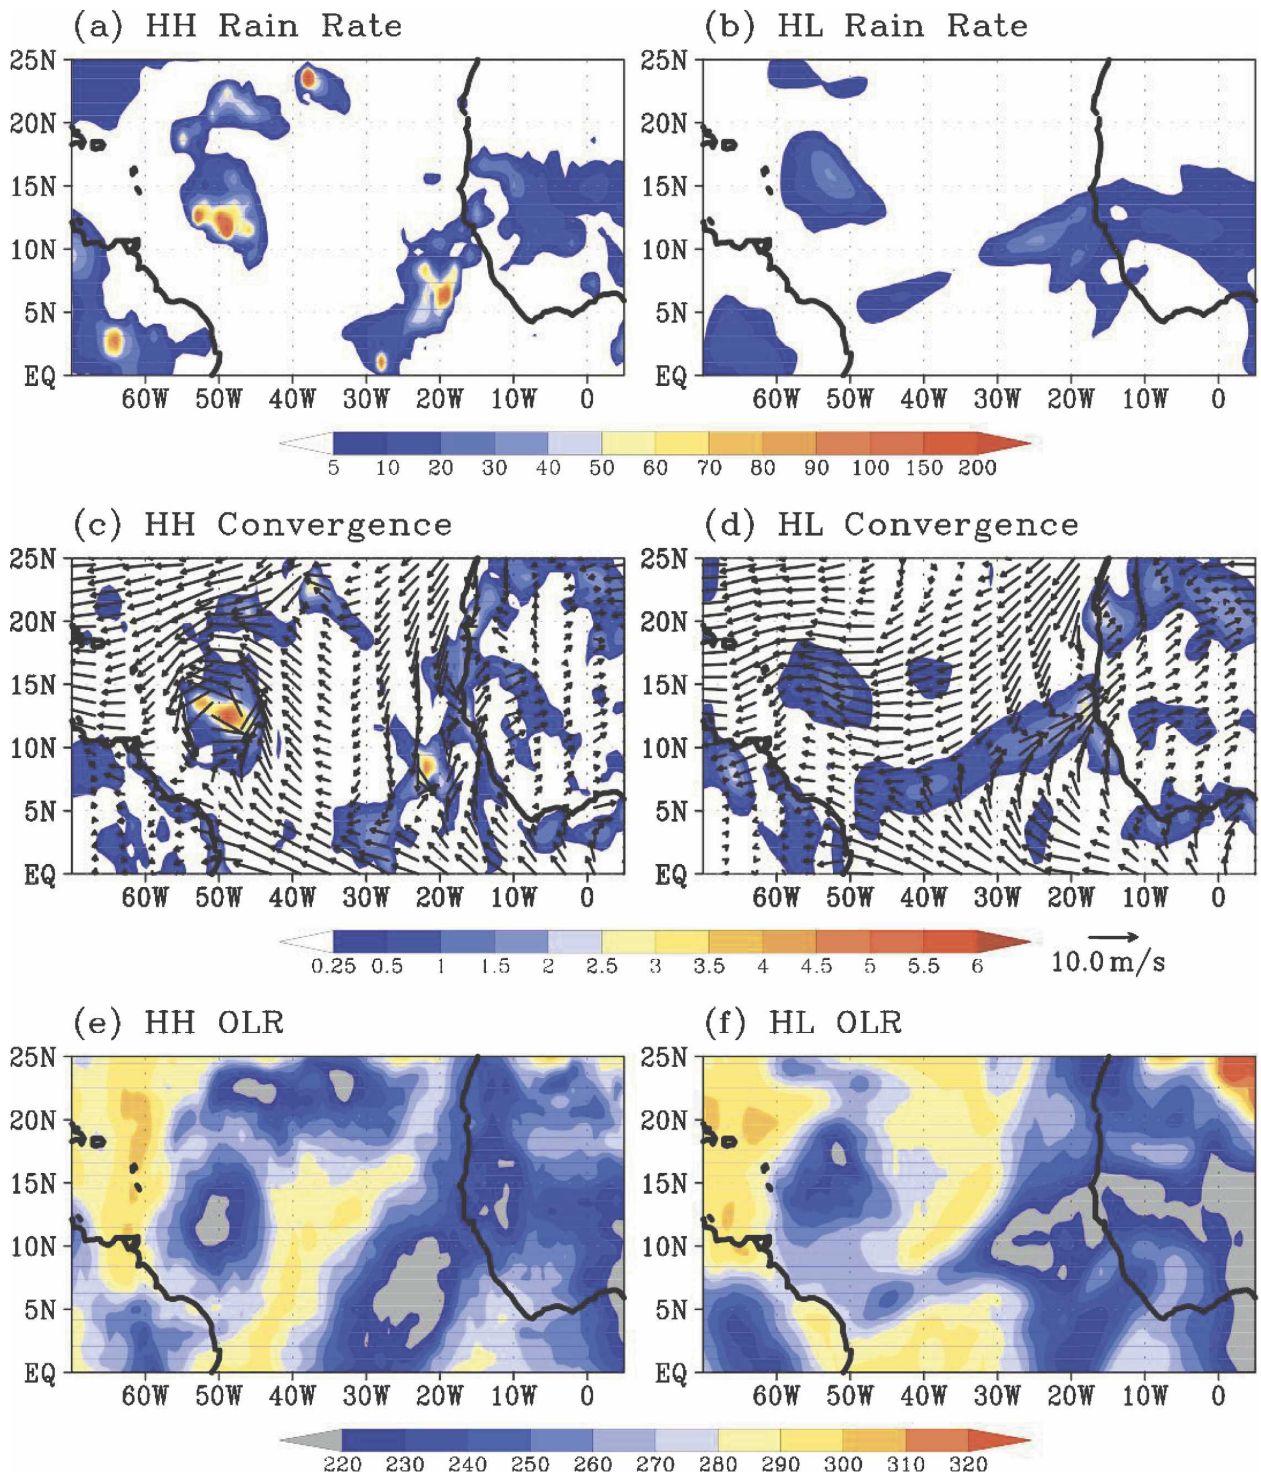 (a) HH Rain Rate
(b) HL Rain Rate
25N
20N
15N
10N
5N
EQ
60W 50W 40W 30W 20W 10W 0
25N
20N
15N
10N
5N
EQ
60W 50W 40W 30W 20W 10W 0
5 10 20 30 40 50 60 70 80 90 100 150 200
(c) HH Convergence
(d) HL Convergence
25N
20N
15N
10N
5N
EQ
60W 50W 40W 30W 20W 10W 0
25N
20N
15N
10N
5N
EQ
60W 50W 40W 30W 20W 10W 0
0.25 0.5 1 1.5 2 2.5 3 3.5 4 4.5 5 5.5 6
10.0 m/s
(e) HH OLR
(f) HL OLR
25N
20N
15N
10N
5N
EQ
60W 50W 40W 30W 20W 10W 0
25N
20N
15N
10N
5N
EQ
60W 50W 40W 30W 20W 10W 0
220 230 240 250 260 270 280 290 300 310 320